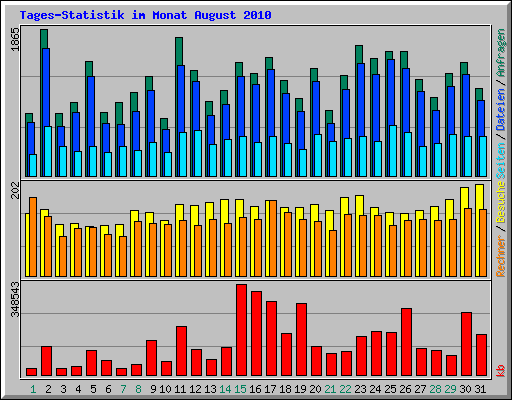 Tages-Statistik im Monat August 2010
1865
202
348543
Rechner / Besuche Seiten / Dateien / Anfragen
kb
1 2 3 4 5 6 7 8 9 10 11 12 13 14 15 16 17 18 19 20 21 22 23 24 25 26 27 28 29 30 31